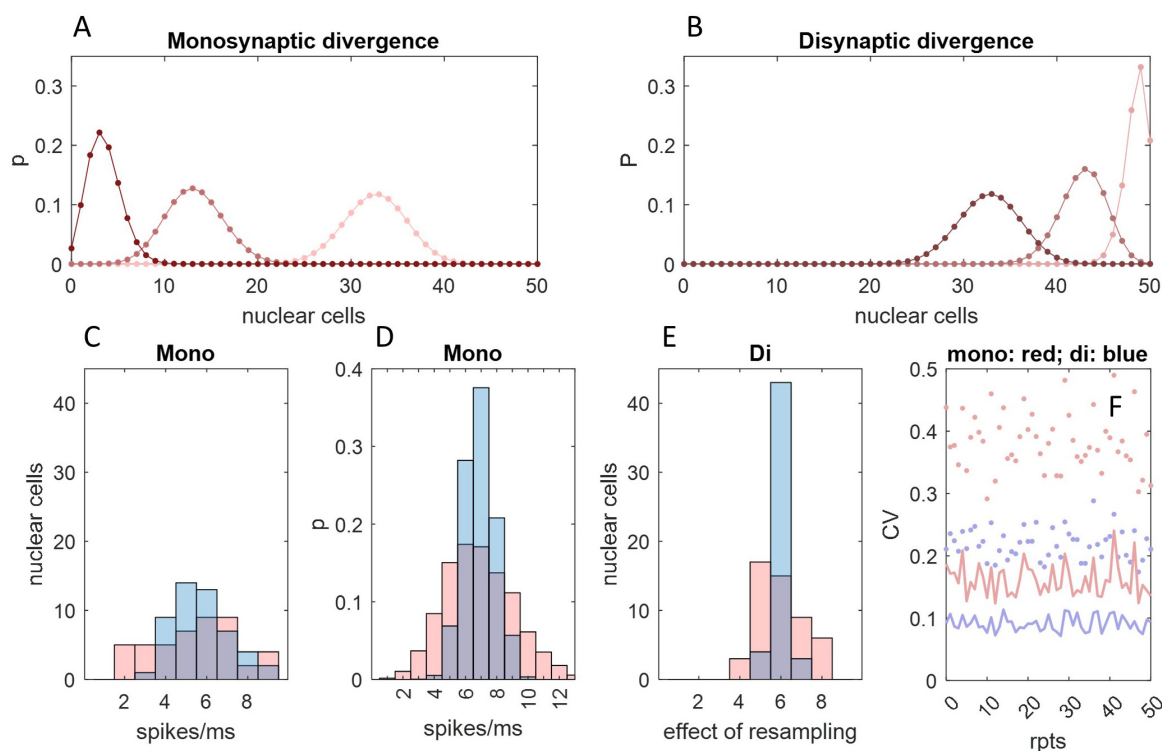 A
Monosynaptic divergence
0.3
0.2
0.1
0
p
0 10 20 30 40 50
nuclear cells
B
Disynaptic divergence
0.3
0.2
0.1
0
P
0 10 20 30 40 50
nuclear cells
C
Mono
40
30
20
10
0
nuclear cells
2 4 6 8
spikes/ms
D
Mono
0.4
0.3
0.2
0.1
0
p
2 4 6 8 10 12
spikes/ms
E
Di
40
30
20
10
0
nuclear cells
2 4 6 8
effect of resampling
mono: red; di: blue
F
0.5
0.4
0.3
0.2
0.1
0
CV
0 10 20 30 40 50
rpts